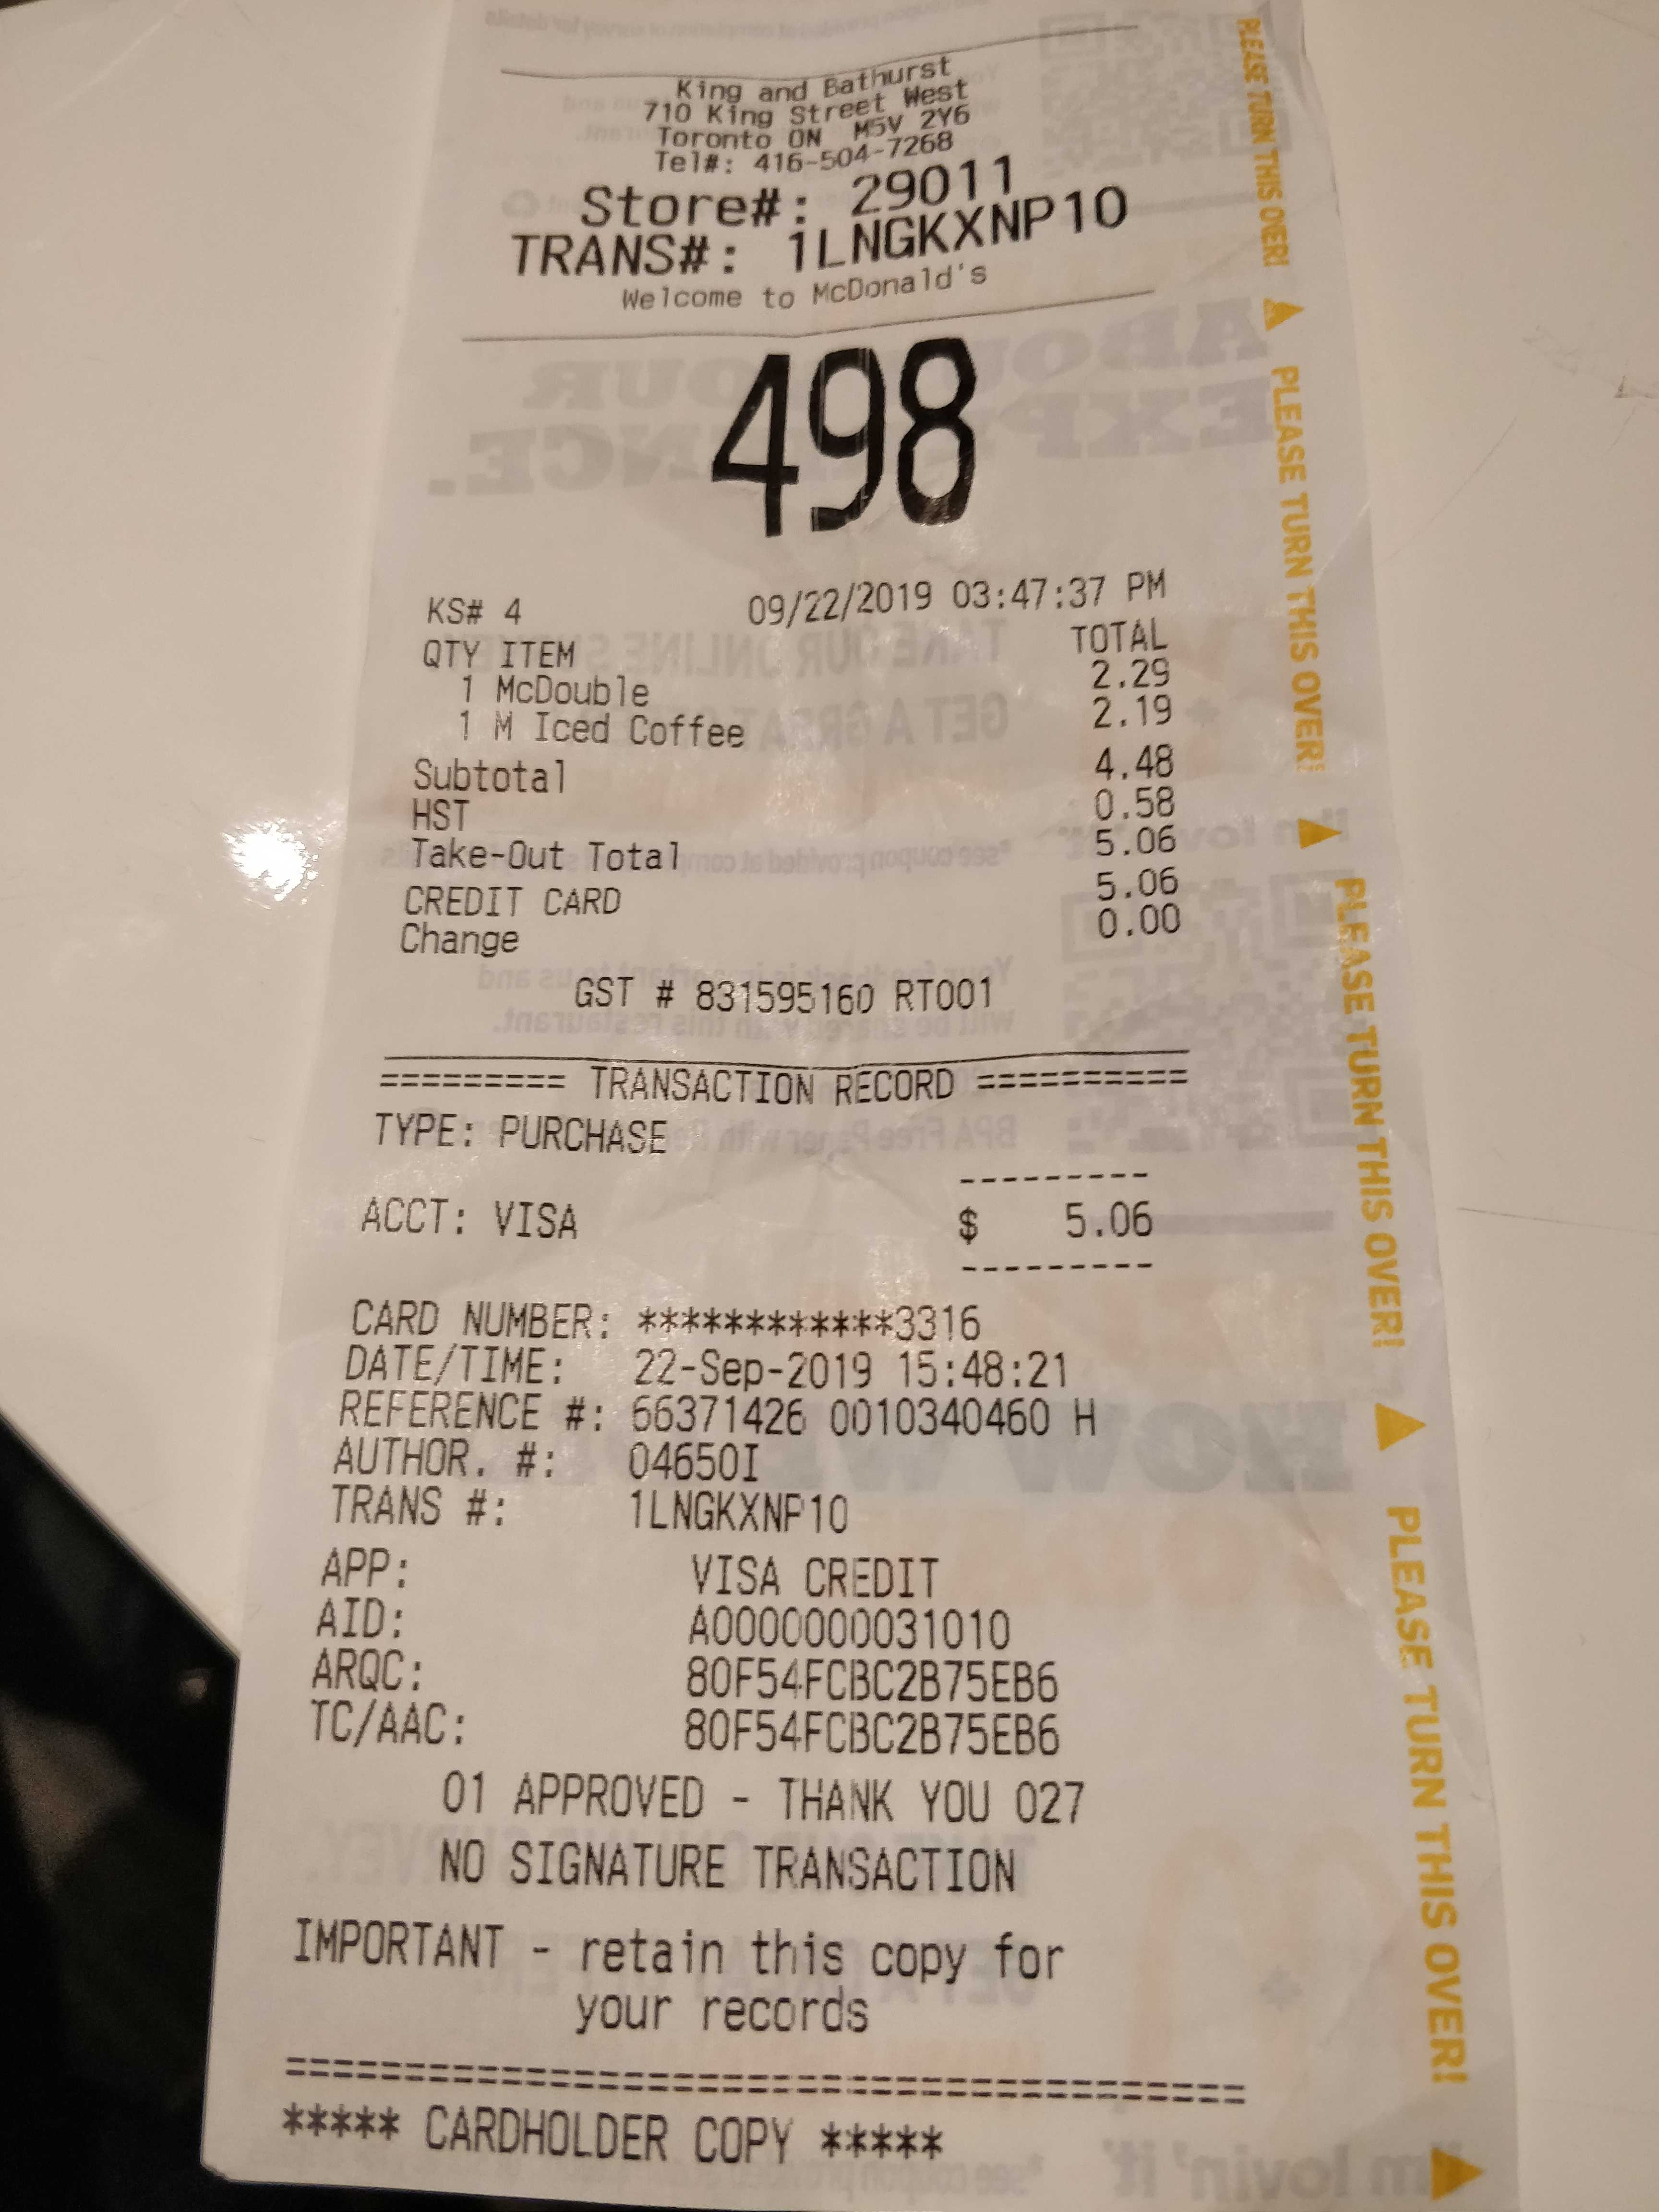 King and Bathurst
710 King Street West
Toronto ON M5V 2Y6
Tel#: 416-504-7268
Store#: 29011
TRANS#: 1LNGKXNP10
Welcome to McDonald's
498
KS# 4 09/22/2019 03:47:37 PM
QTY ITEM TOTAL
1 McDouble 2.29
1 M Iced Coffee 2.19
Subtotal 4.48
HST 0.58
Take-Out Total 5.06
CREDIT CARD 5.06
Change 0.00
GST # 831595160 RT001
========= TRANSACTION RECORD ==========
TYPE: PURCHASE
---------
ACCT: VISA $ 5.06
---------
CARD NUMBER: ************3316
DATE/TIME: 22-Sep-2019 15:48:21
REFERENCE #: 66371426 0010340460 H
AUTHOR. #: 04650I
TRANS #: 1LNGKXNP10
APP: VISA CREDIT
AID: A0000000031010
ARQC: 80F54FCBC2B75EB6
TC/AAC: 80F54FCBC2B75EB6
01 APPROVED - THANK YOU 027
NO SIGNATURE TRANSACTION
IMPORTANT - retain this copy for
your records
========================================
***** CARDHOLDER COPY *****
PLEASE TURN THIS OVER!
PLEASE TURN THIS OVER!
PLEASE TURN THIS OVER!
PLEASE TURN THIS OVER!